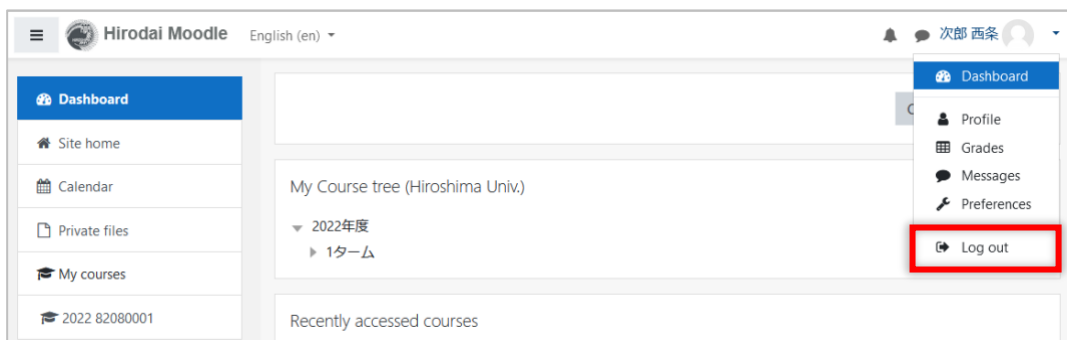 Hirodai Moodle English (en) 次郎 西条
Dashboard
Site home
Calendar
Private files
My courses
2022 82080001
My Course tree (Hiroshima Univ.)
2022年度
1ターム
Recently accessed courses
Dashboard
Profile
Grades
Messages
Preferences
Log out